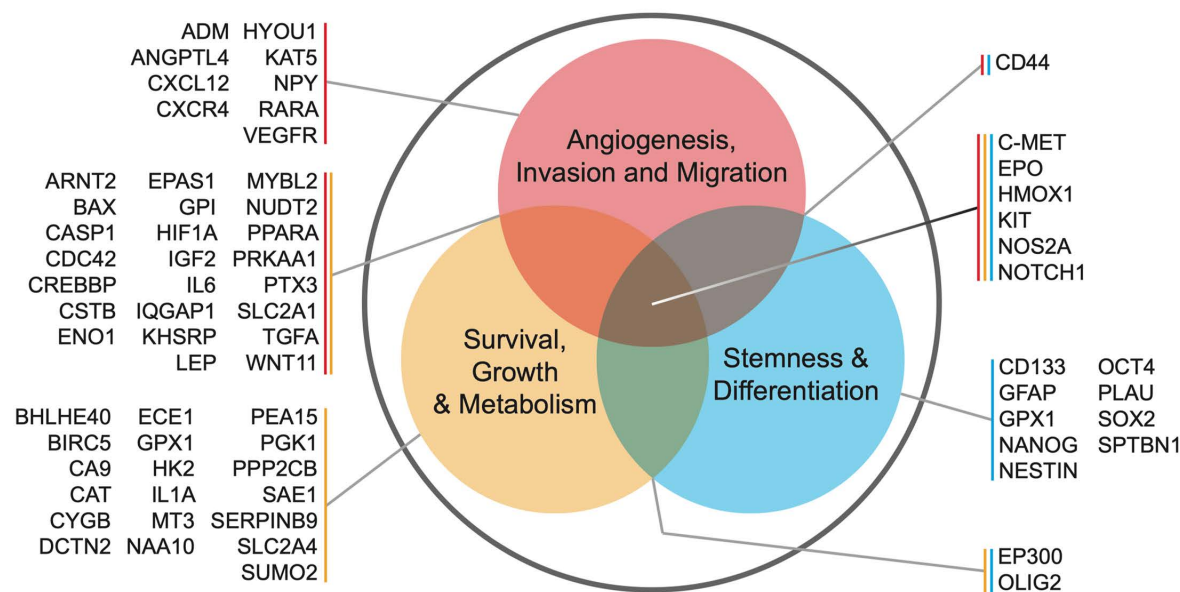 ADM HYOU1
ANGPTL4 KAT5
CXCL12 NPY
CXCR4 RARA
VEGFR
ARNT2 EPAS1 MYBL2
BAX GPI NUDT2
CASP1 HIF1A PPARA
CDC42 IGF2 PRKAA1
CREBBP IL6 PTX3
CSTB IQGAP1 SLC2A1
ENO1 KHSRP TGFA
LEP WNT11
BHLHE40 ECE1 PEA15
BIRC5 GPX1 PGK1
CA9 HK2 PPP2CB
CAT IL1A SAE1
CYGB MT3 SERPINB9
DCTN2 NAA10 SLC2A4
SUMO2
Angiogenesis,
Invasion and Migration
Survival,
Growth
& Metabolism
Stemness &
Differentiation
CD44
C-MET
EPO
HMOX1
KIT
NOS2A
NOTCH1
CD133 OCT4
GFAP PLAU
GPX1 SOX2
NANOG SPTBN1
NESTIN
EP300
OLIG2